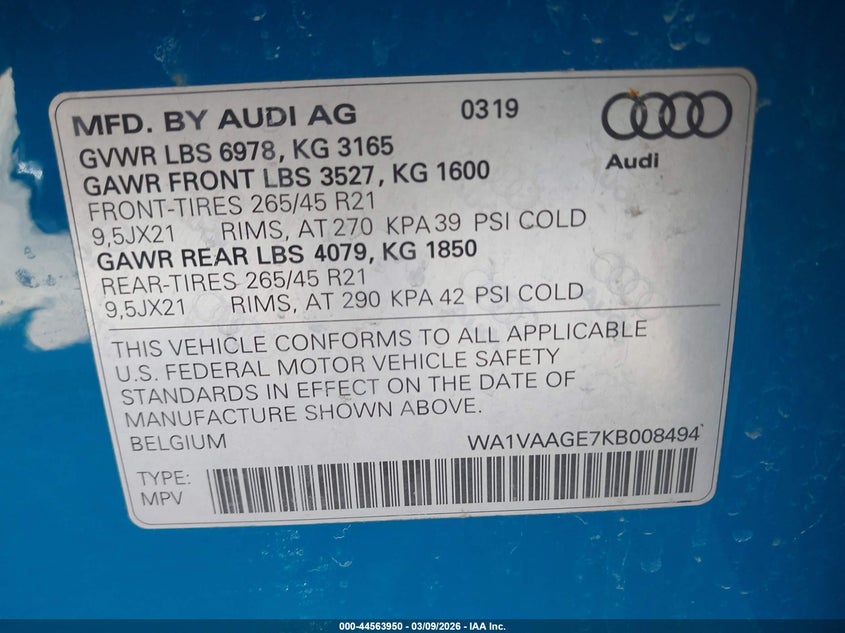 MFD. BY AUDI AG 0319
Audi
GVWR LBS 6978, KG 3165
GAWR FRONT LBS 3527, KG 1600
FRONT-TIRES 265/45 R21
9,5JX21 RIMS, AT 270 KPA 39 PSI COLD
GAWR REAR LBS 4079, KG 1850
REAR-TIRES 265/45 R21
9,5JX21 RIMS, AT 290 KPA 42 PSI COLD
THIS VEHICLE CONFORMS TO ALL APPLICABLE
U.S. FEDERAL MOTOR VEHICLE SAFETY
STANDARDS IN EFFECT ON THE DATE OF
MANUFACTURE SHOWN ABOVE.
BELGIUM WA1VAAGE7KB008494
TYPE:
MPV
000-44563950 - 03/09/2026 - IAA Inc.